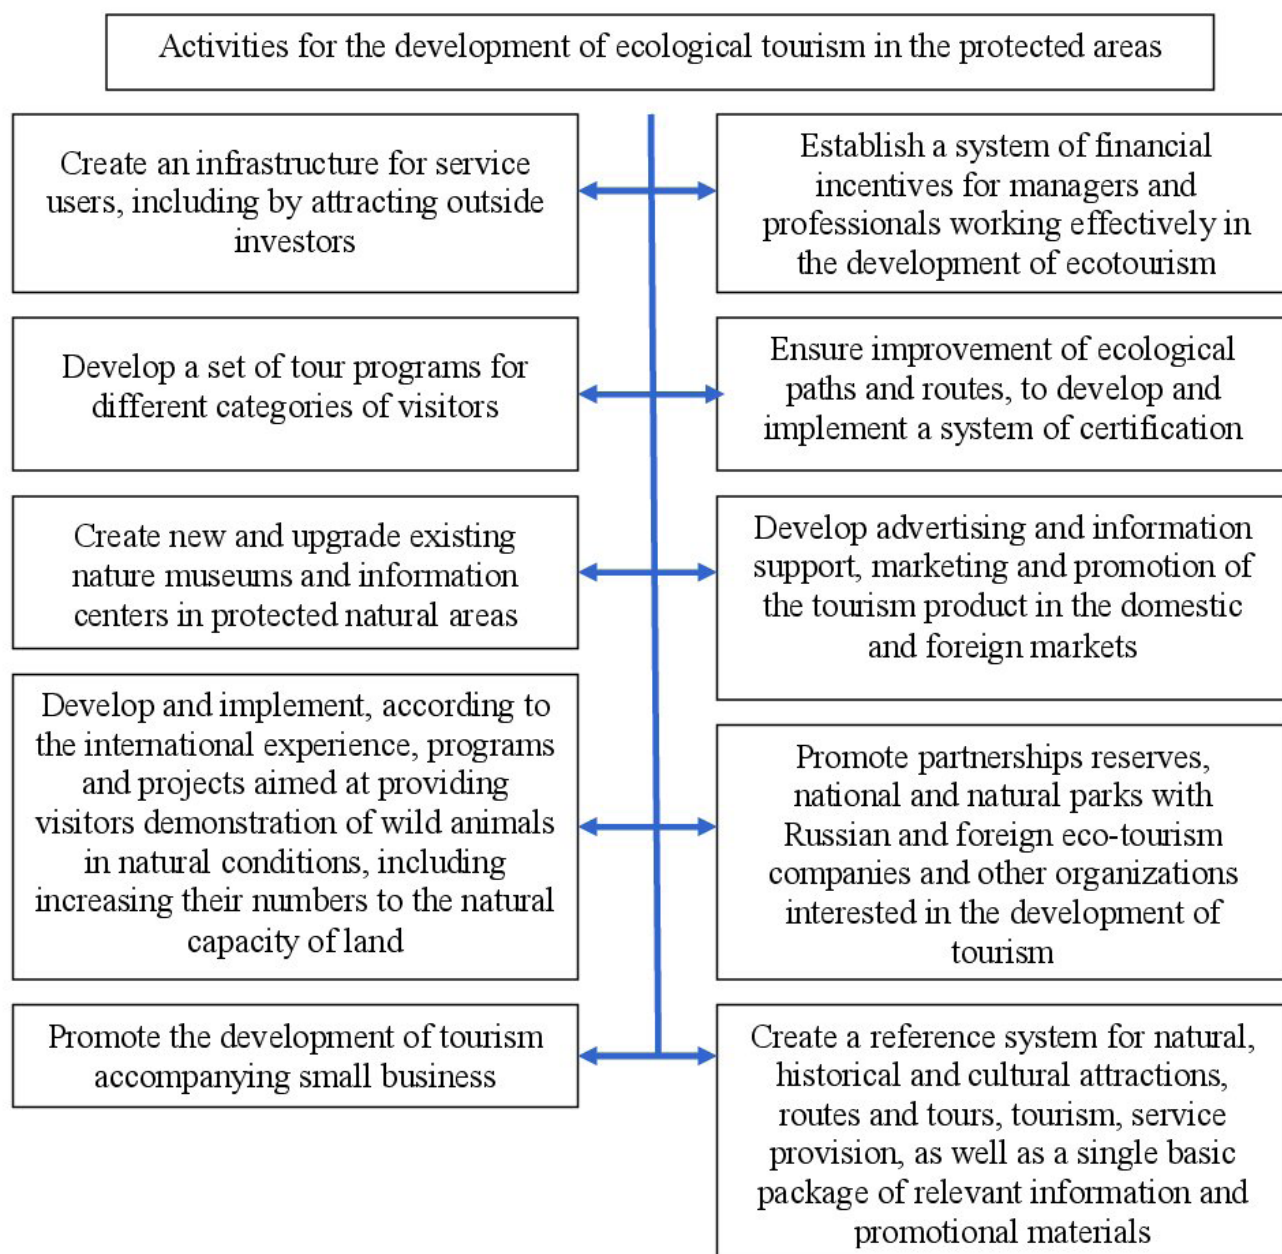 Activities for the development of ecological tourism in the protected areas
Create an infrastructure for service
users, including by attracting outside
investors
Establish a system of financial
incentives for managers and
professionals working effectively in
the development of ecotourism
Develop a set of tour programs for
different categories of visitors
Ensure improvement of ecological
paths and routes, to develop and
implement a system of certification
Create new and upgrade existing
nature museums and information
centers in protected natural areas
Develop advertising and information
support, marketing and promotion of
the tourism product in the domestic
and foreign markets
Develop and implement, according to
the international experience, programs
and projects aimed at providing
visitors demonstration of wild animals
in natural conditions, including
increasing their numbers to the natural
capacity of land
Promote partnerships reserves,
national and natural parks with
Russian and foreign eco-tourism
companies and other organizations
interested in the development of
tourism
Promote the development of tourism
accompanying small business
Create a reference system for natural,
historical and cultural attractions,
routes and tours, tourism, service
provision, as well as a single basic
package of relevant information and
promotional materials